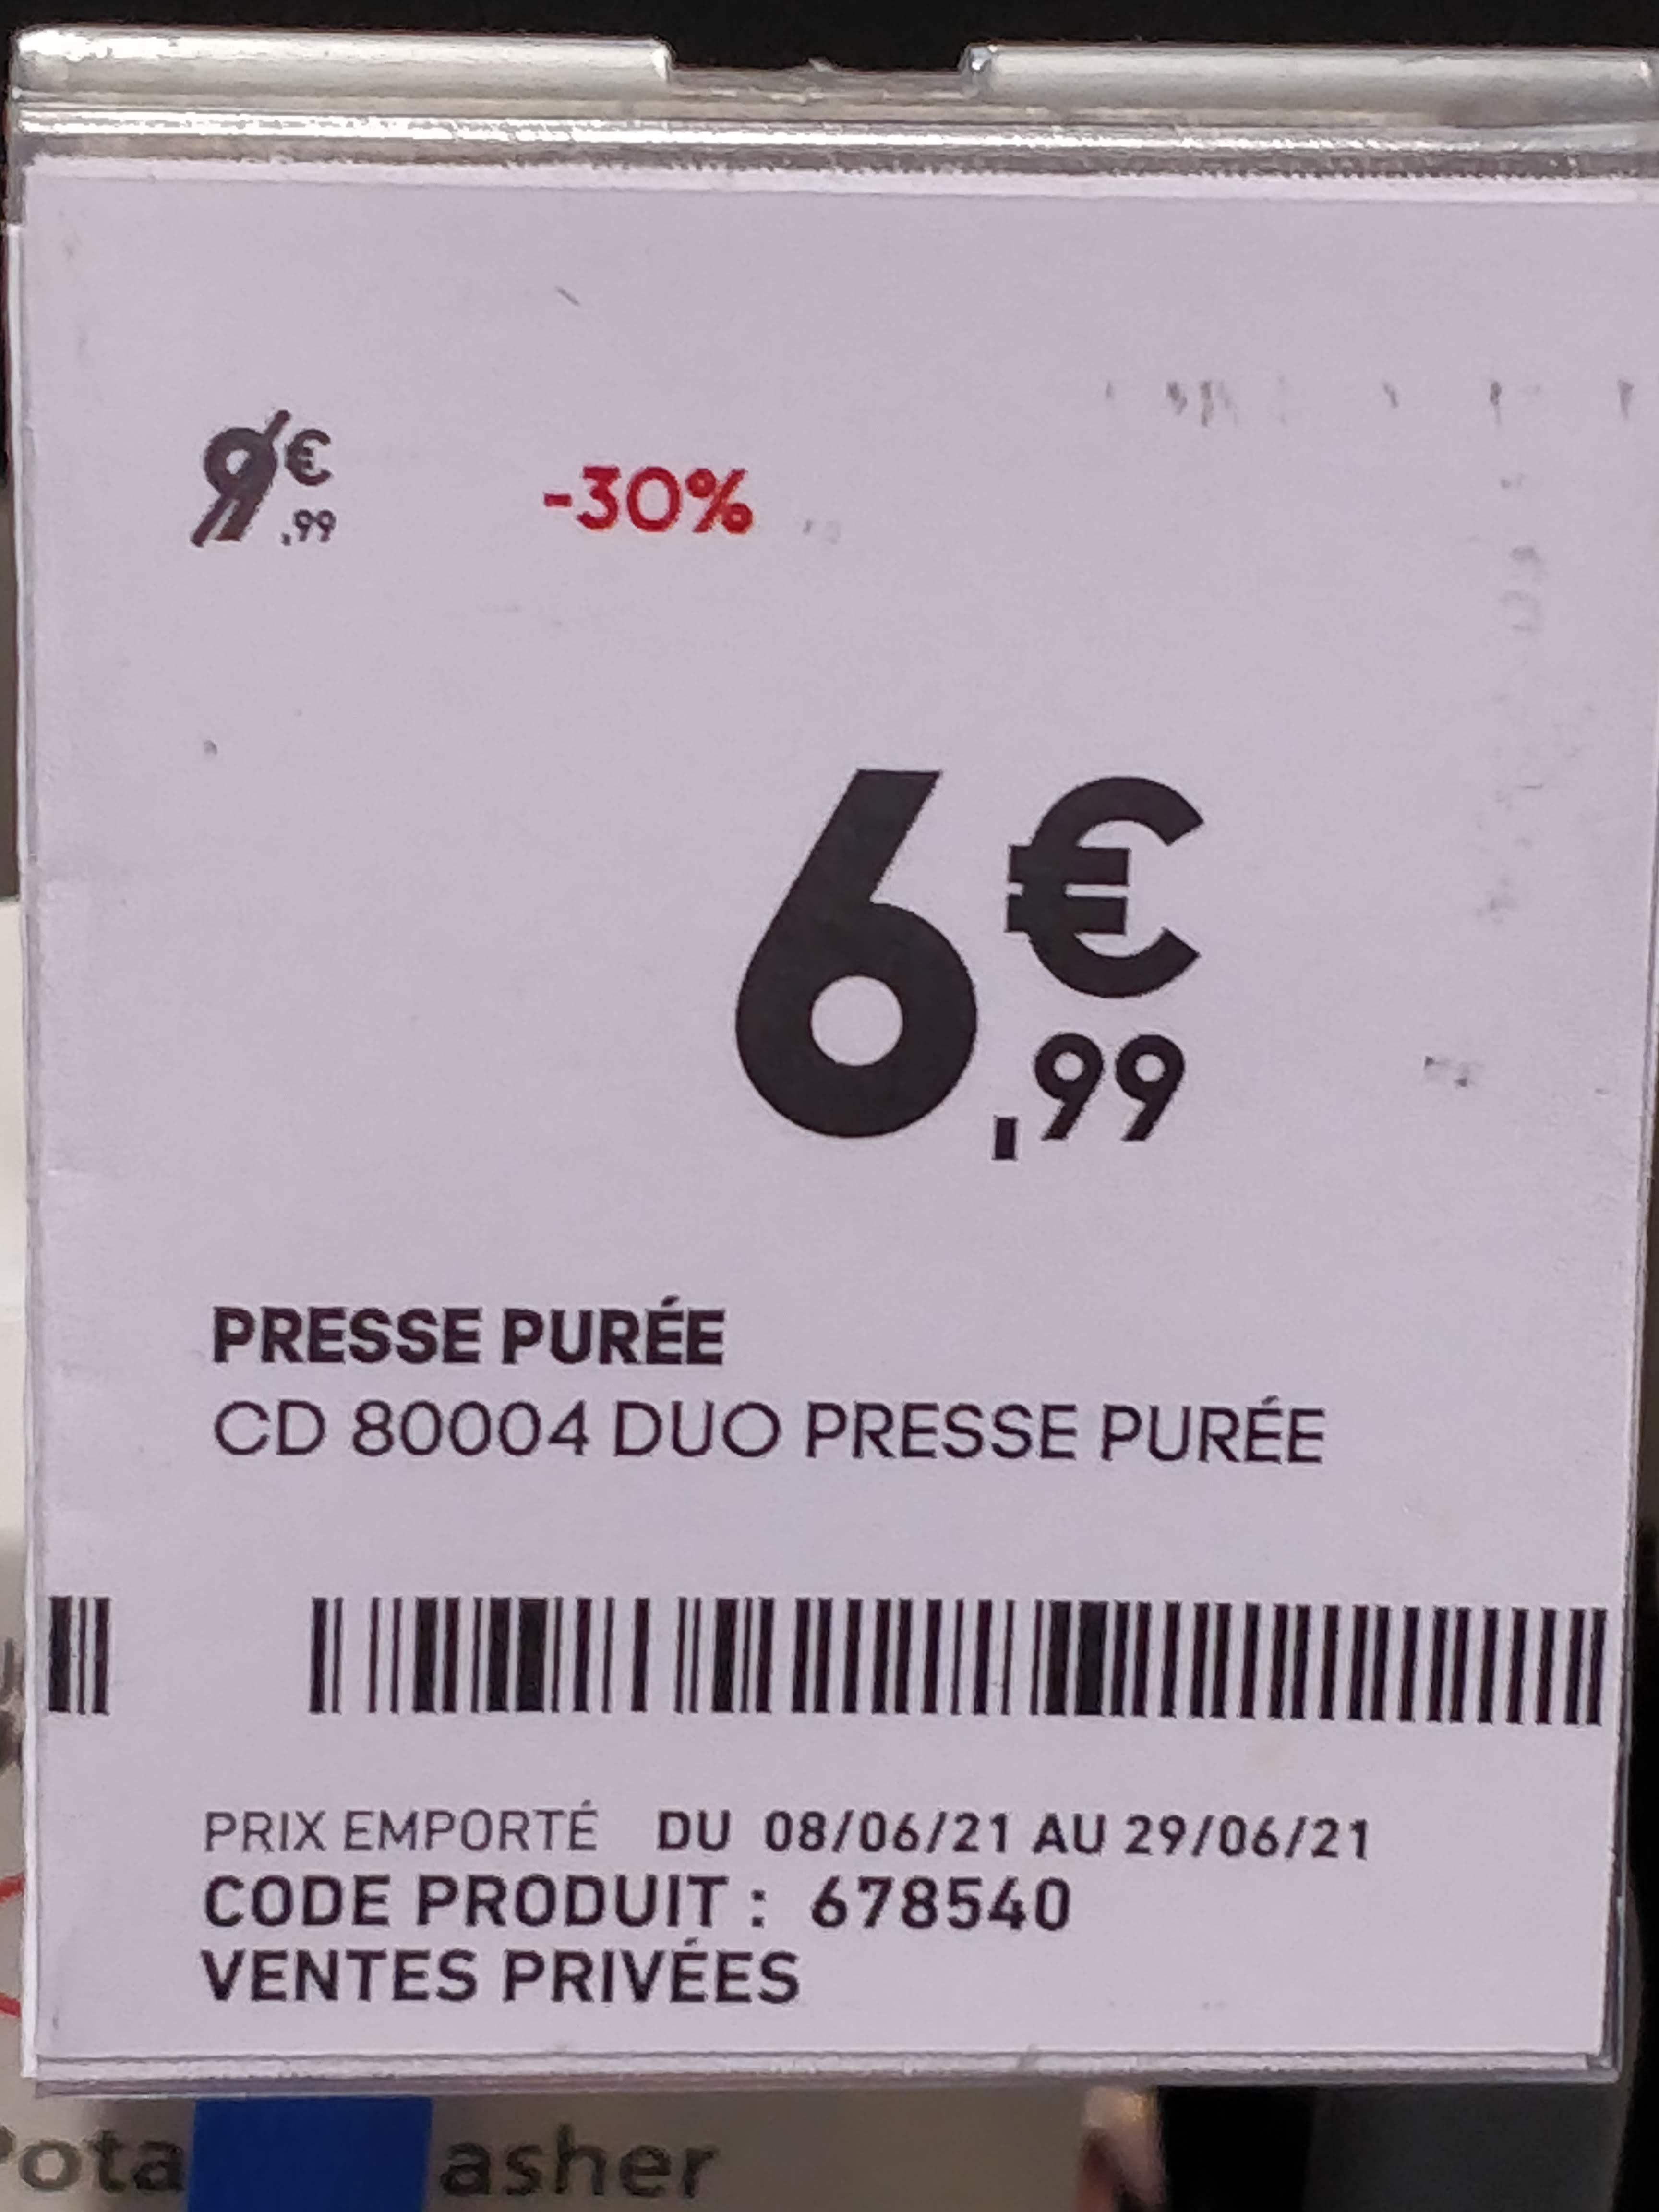 9€,99 -30%
6€,99
PRESSE PURÉE
CD 80004 DUO PRESSE PURÉE
PRIX EMPORTÉ DU 08/06/21 AU 29/06/21
CODE PRODUIT : 678540
VENTES PRIVÉES